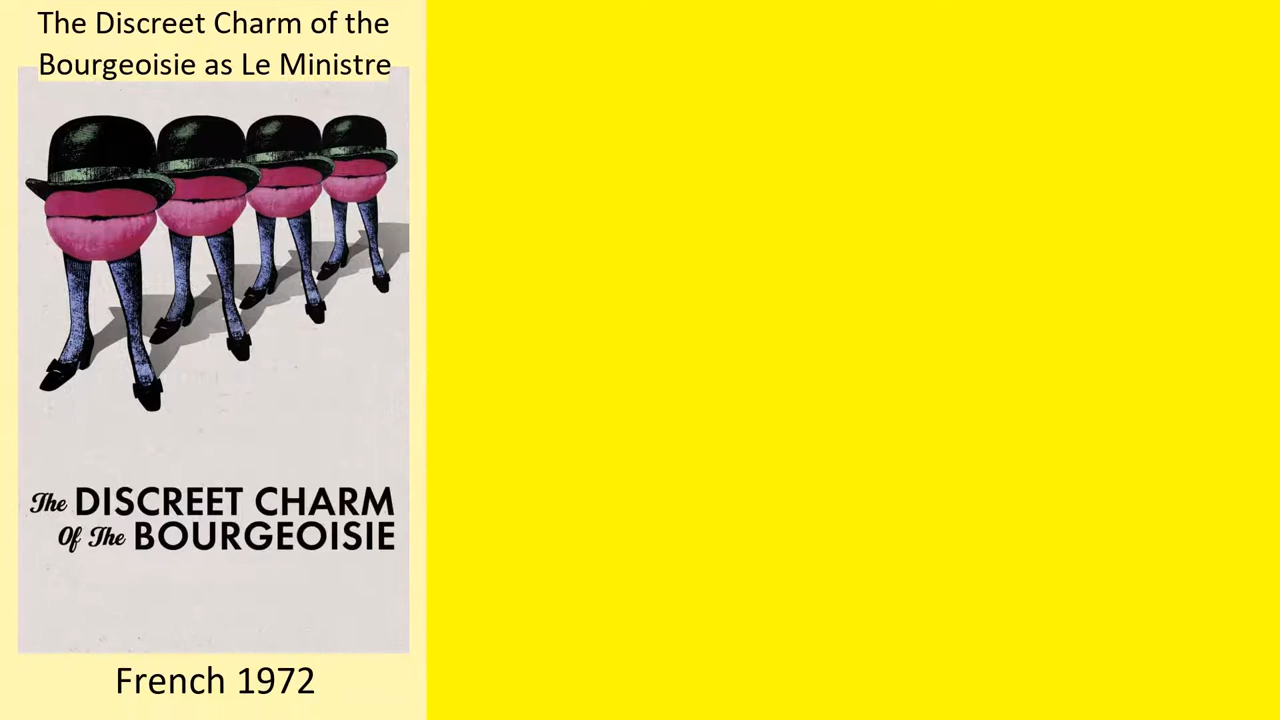 The Discreet Charm of the
Bourgeoisie as Le Ministre
The DISCREET CHARM
Of The BOURGEOISIE
French 1972